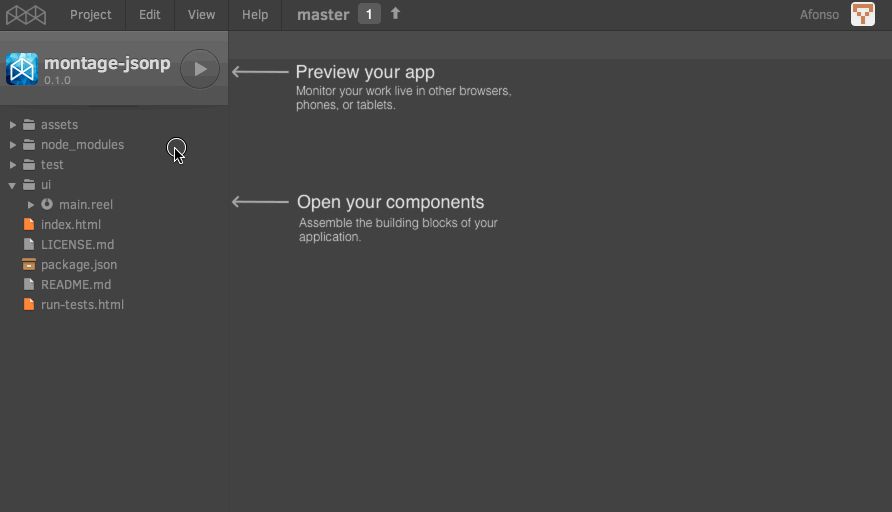 Project Edit View Help master 1 Afonso
montage-jsonp
0.1.0
Preview your app
Monitor your work live in other browsers,
phones, or tablets.
assets
node_modules
test
ui
main.reel
Open your components
Assemble the building blocks of your
application.
index.html
LICENSE.md
package.json
README.md
run-tests.html